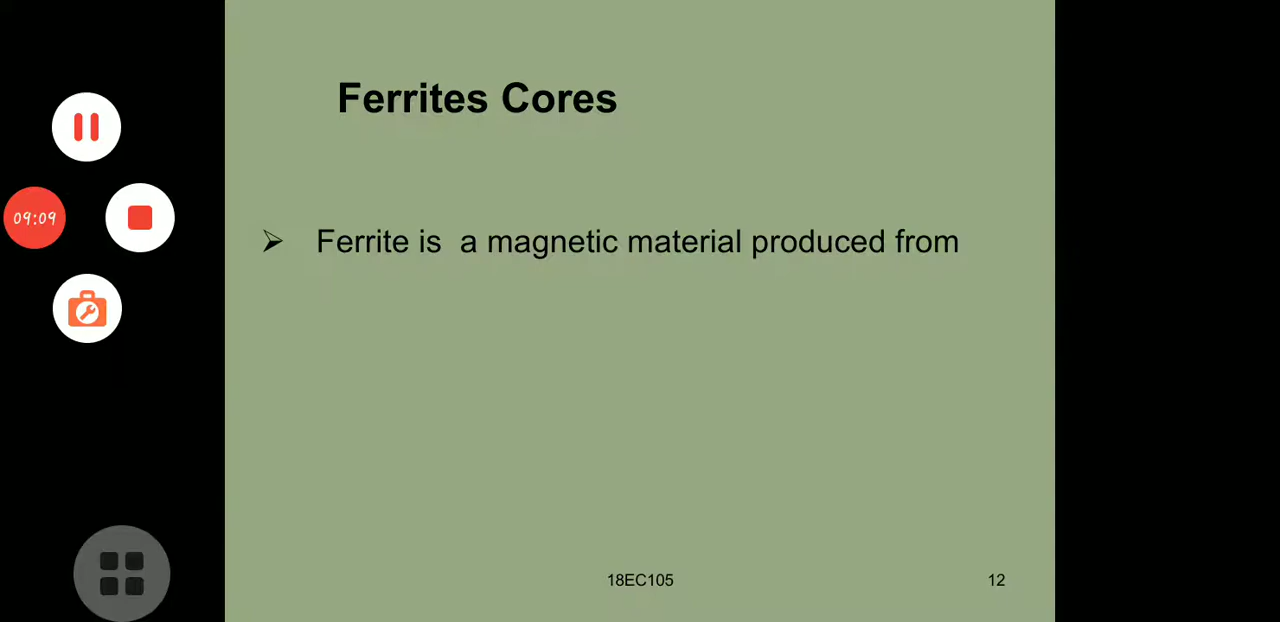 Ferrites Cores
09:09
➢ Ferrite is a magnetic material produced from
18EC105
12